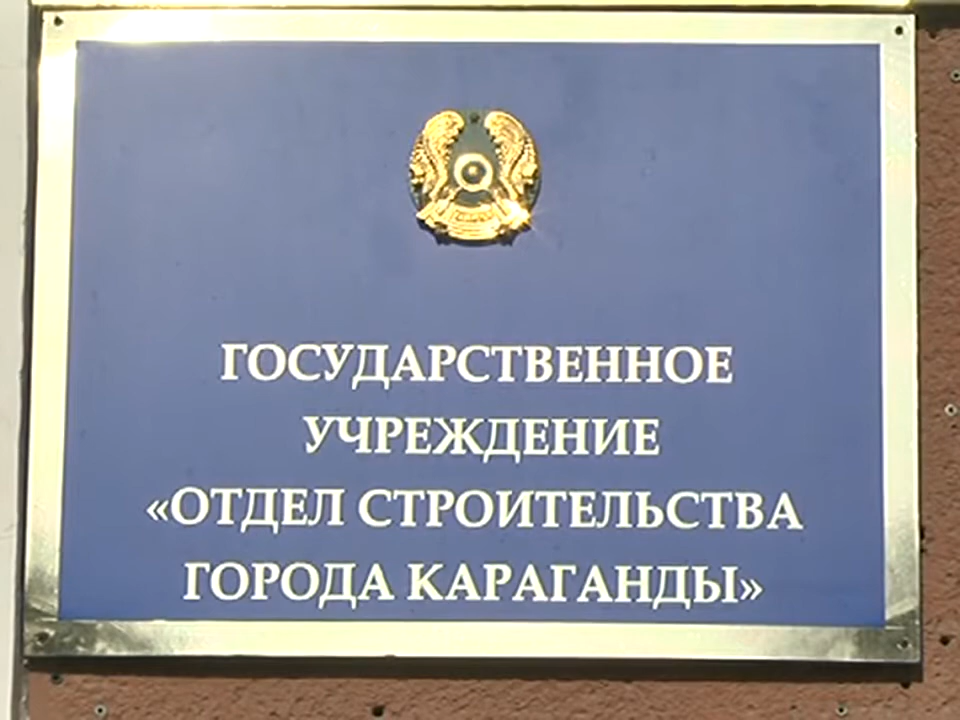 ГОСУДАРСТВЕННОЕ
УЧРЕЖДЕНИЕ
«ОТДЕЛ СТРОИТЕЛЬСТВА
ГОРОДА КАРАГАНДЫ»